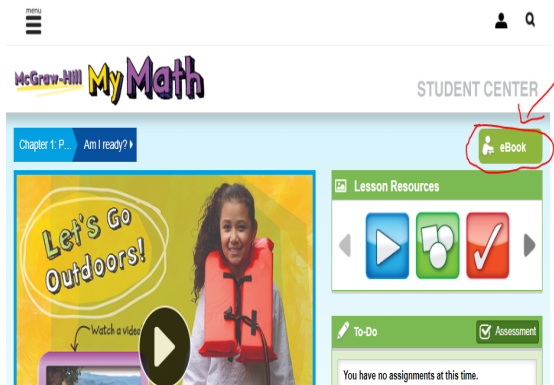 menu
McGraw-Hill My Math
STUDENT CENTER
Chapter 1: P... Am I ready?
eBook
Let's Go
Outdoors!
Watch a video
Lesson Resources
To-Do
Assessment
You have no assignments at this time.